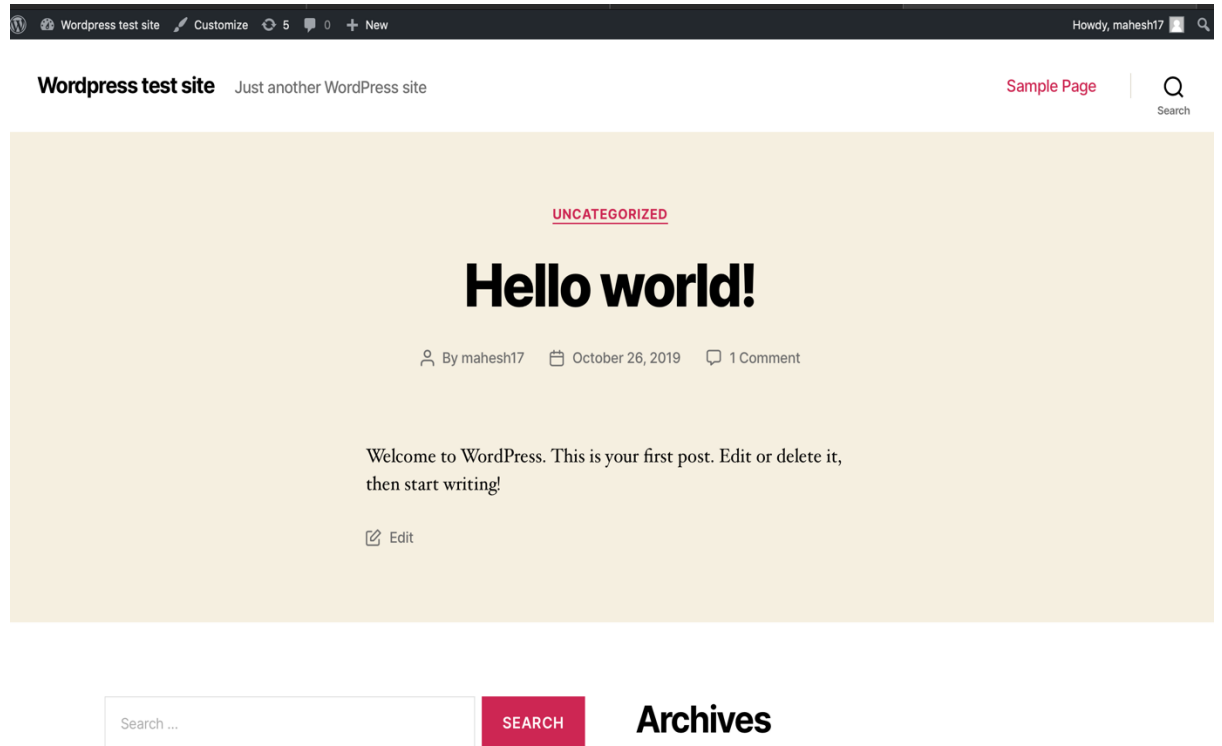 Wordpress test site Customize 5 0 New Howdy, mahesh17
Wordpress test site Just another WordPress site Sample Page
Search
UNCATEGORIZED
Hello world!
By mahesh17 October 26, 2019 1 Comment
Welcome to WordPress. This is your first post. Edit or delete it,
then start writing!
Edit
Search ... SEARCH Archives